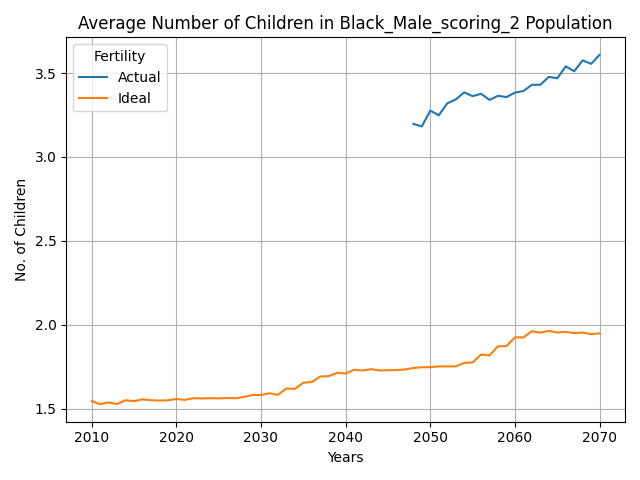 Average Number of Children in Black_Male_scoring_2 Population
Fertility
Actual
Ideal
No. of Children
3.5
3.0
2.5
2.0
1.5
2010 2020 2030 2040 2050 2060 2070
Years